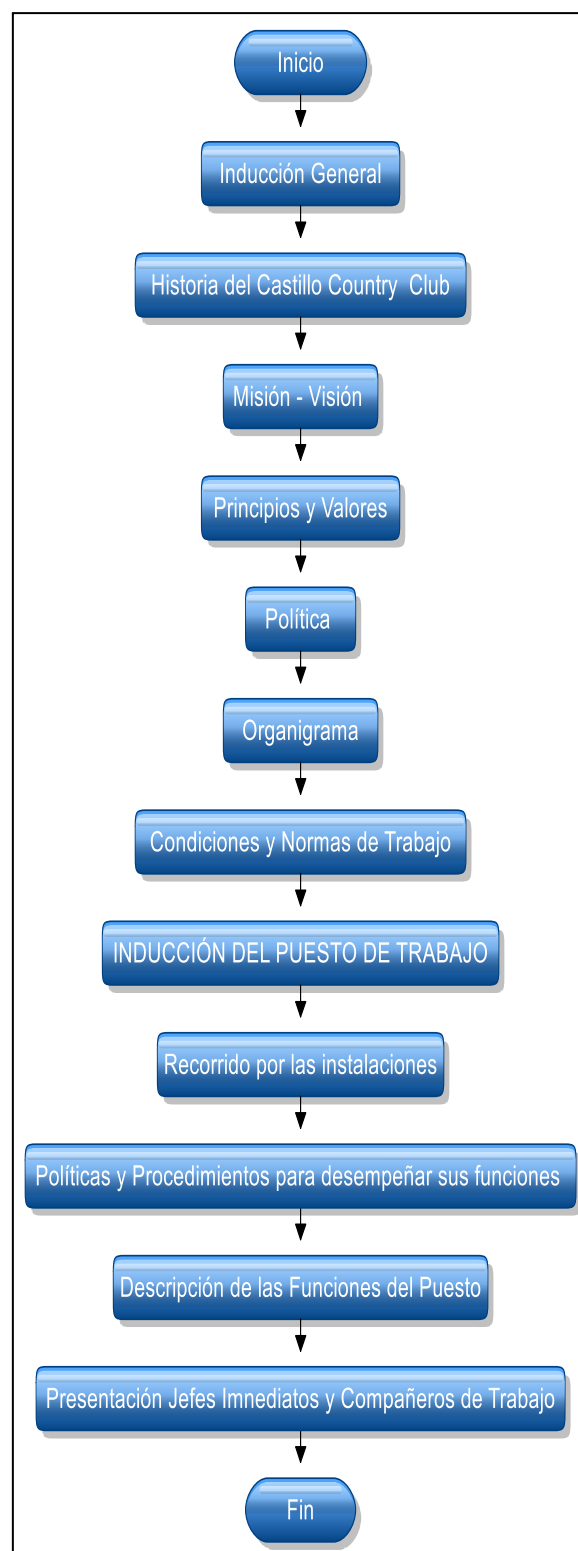 Inicio
Inducción General
Historia del Castillo Country Club
Misión - Visión
Principios y Valores
Política
Organigrama
Condiciones y Normas de Trabajo
INDUCCIÓN DEL PUESTO DE TRABAJO
Recorrido por las instalaciones
Políticas y Procedimientos para desempeñar sus funciones
Descripción de las Funciones del Puesto
Presentación Jefes Imnediatos y Compañeros de Trabajo
Fin